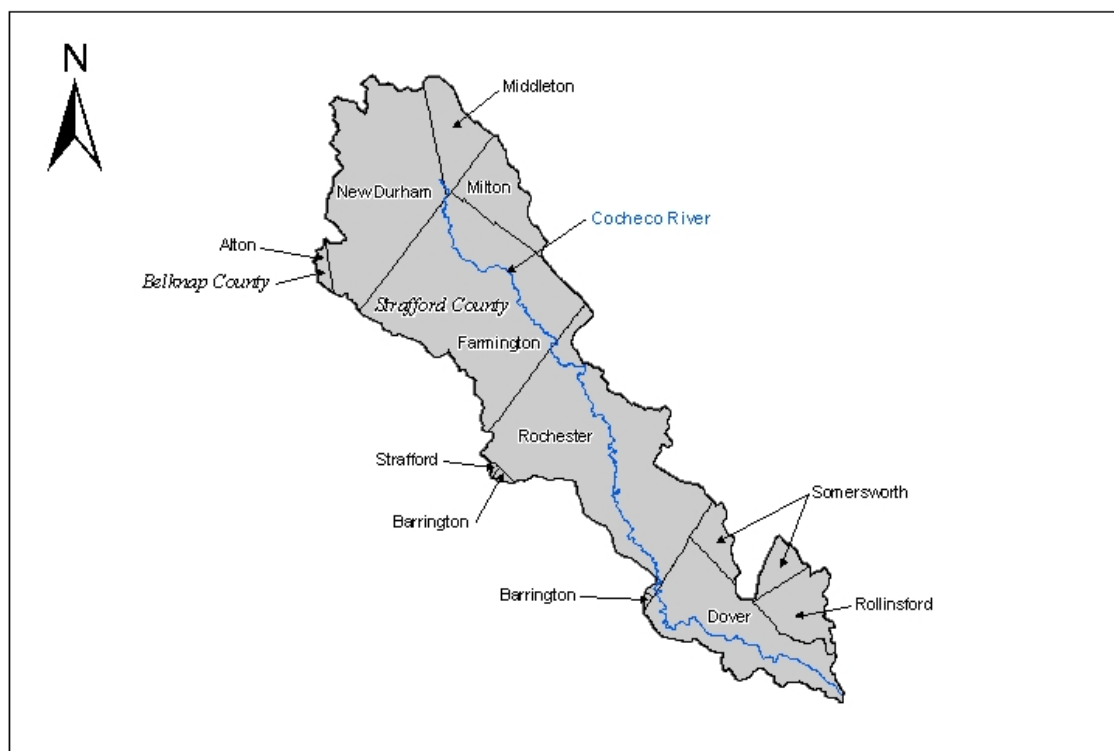 N
Middleton
New Durham
Milton
Cocheco River
Alton
Belknap County
Strafford County
Farmington
Rochester
Strafford
Somersworth
Barrington
Barrington
Rollinsford
Dover